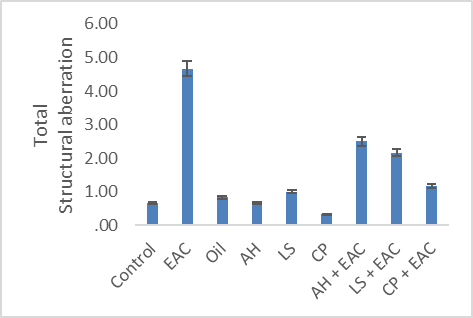 Total
Structural aberration
6.00
5.00
4.00
3.00
2.00
1.00
.00
Control
EAC
Oil
AH
LS
CP
AH + EAC
LS + EAC
CP + EAC